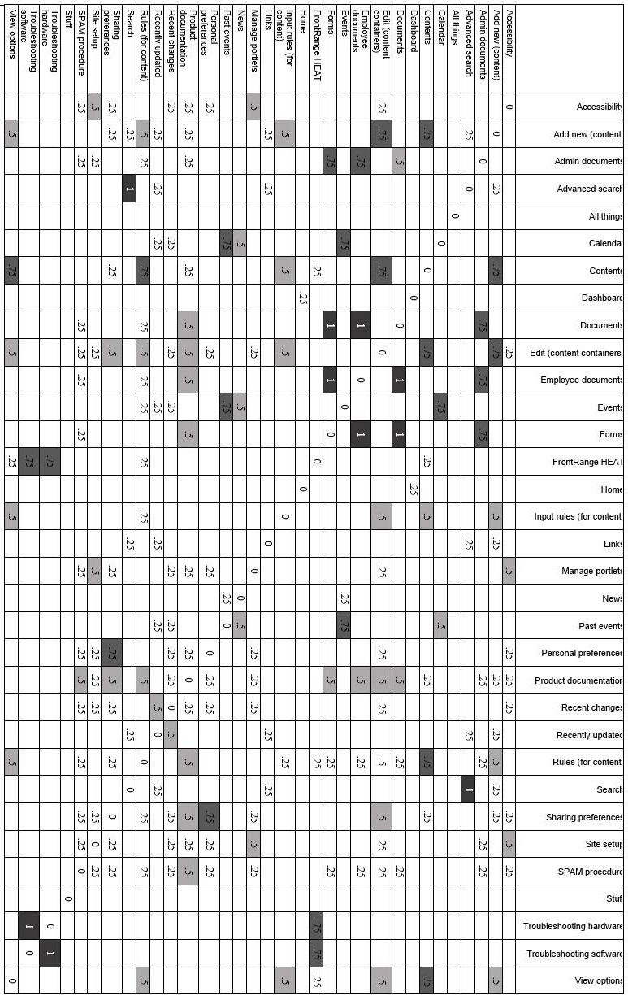 Accessibility Add new (content Admin documents Advanced search All things Calendar Contents Dashboard Documents Edit (content containers Employee documents Events Forms FrontRange HEAT Home Input rules (for content Links Manage portlets News Past events Personal preferences Product documentation Recent changes Recently updated Rules (for content Search Sharing preferences Site setup SPAM procedure Stuff Troubleshooting hardware Troubleshooting software View options
Accessibility 0 .25 .5 .25 .25 .25 .25 .5 .25
Add new (content) 0 .25 .75 .75 .5 .25 .25 .25 .5 .25 .25 .5
Admin documents 0 .75 .75 .75 .25 .25 .25 .25
Advanced search .25 0 .25 .25 1
All things 0
Calendar 0 .75 .5
Contents .75 0 .75 .25 .5 .25 .75 .25 .75
Dashboard 0 .25
Documents .5 0 1 1 .5 .25 .25
Edit (content
containers) .25 .75 .75 0 .5 .25 .25 .5 .25 .5 .5 .25 .25 .5
Employee
documents .75 1 0 1 .5 .25
Events .75 0 .25 .75
Forms .75 1 1 0 .5 .25 .25
FrontRange HEAT .25 0 .25 .75 .75 .25
Home .25 0
Input rules (for
content) .5 .5 .5 0 .25 .5
Links .25 .25 0 .25 .25
Manage portlets .5 .25 0 .25 .25 .25 .25 .5 .25
News .5 .5 0 .5
Past events .75 .75 .25 0
Personal
preferences .25 .25 .25 0 .25 .25 .75 .25 .25
Product
documentation .25 .25 .25 .25 .5 .5 .5 .5 .25 .25 0 .25 .5 .5 .25 .5
Recent changes .25 .25 .25 .25 .25 .25 .25 .25 0 .5 .25 .25 .25
Recently updated .25 .25 .25 .25 .25 .25 .5 0 .25
Rules (for content) .5 .25 .75 .25 .5 .25 .25 .25 .25 .5 0 .25 .25 .5
Search .25 1 .25 .25 0
Sharing
preferences .25 .25 .25 .5 .25 .75 .5 .25 .25 0 .25 .25
Site setup .5 .25 .25 .5 .25 .25 .25 .25 0 .25
SPAM procedure .25 .25 .25 .25 .25 .25 .25 .25 .5 .25 .25 .25 .25 0
Stuff 0
Troubleshooting
hardware .75 0 1
Troubleshooting
software .75 1 0
View options .5 .75 .5 .25 .5 .5 0